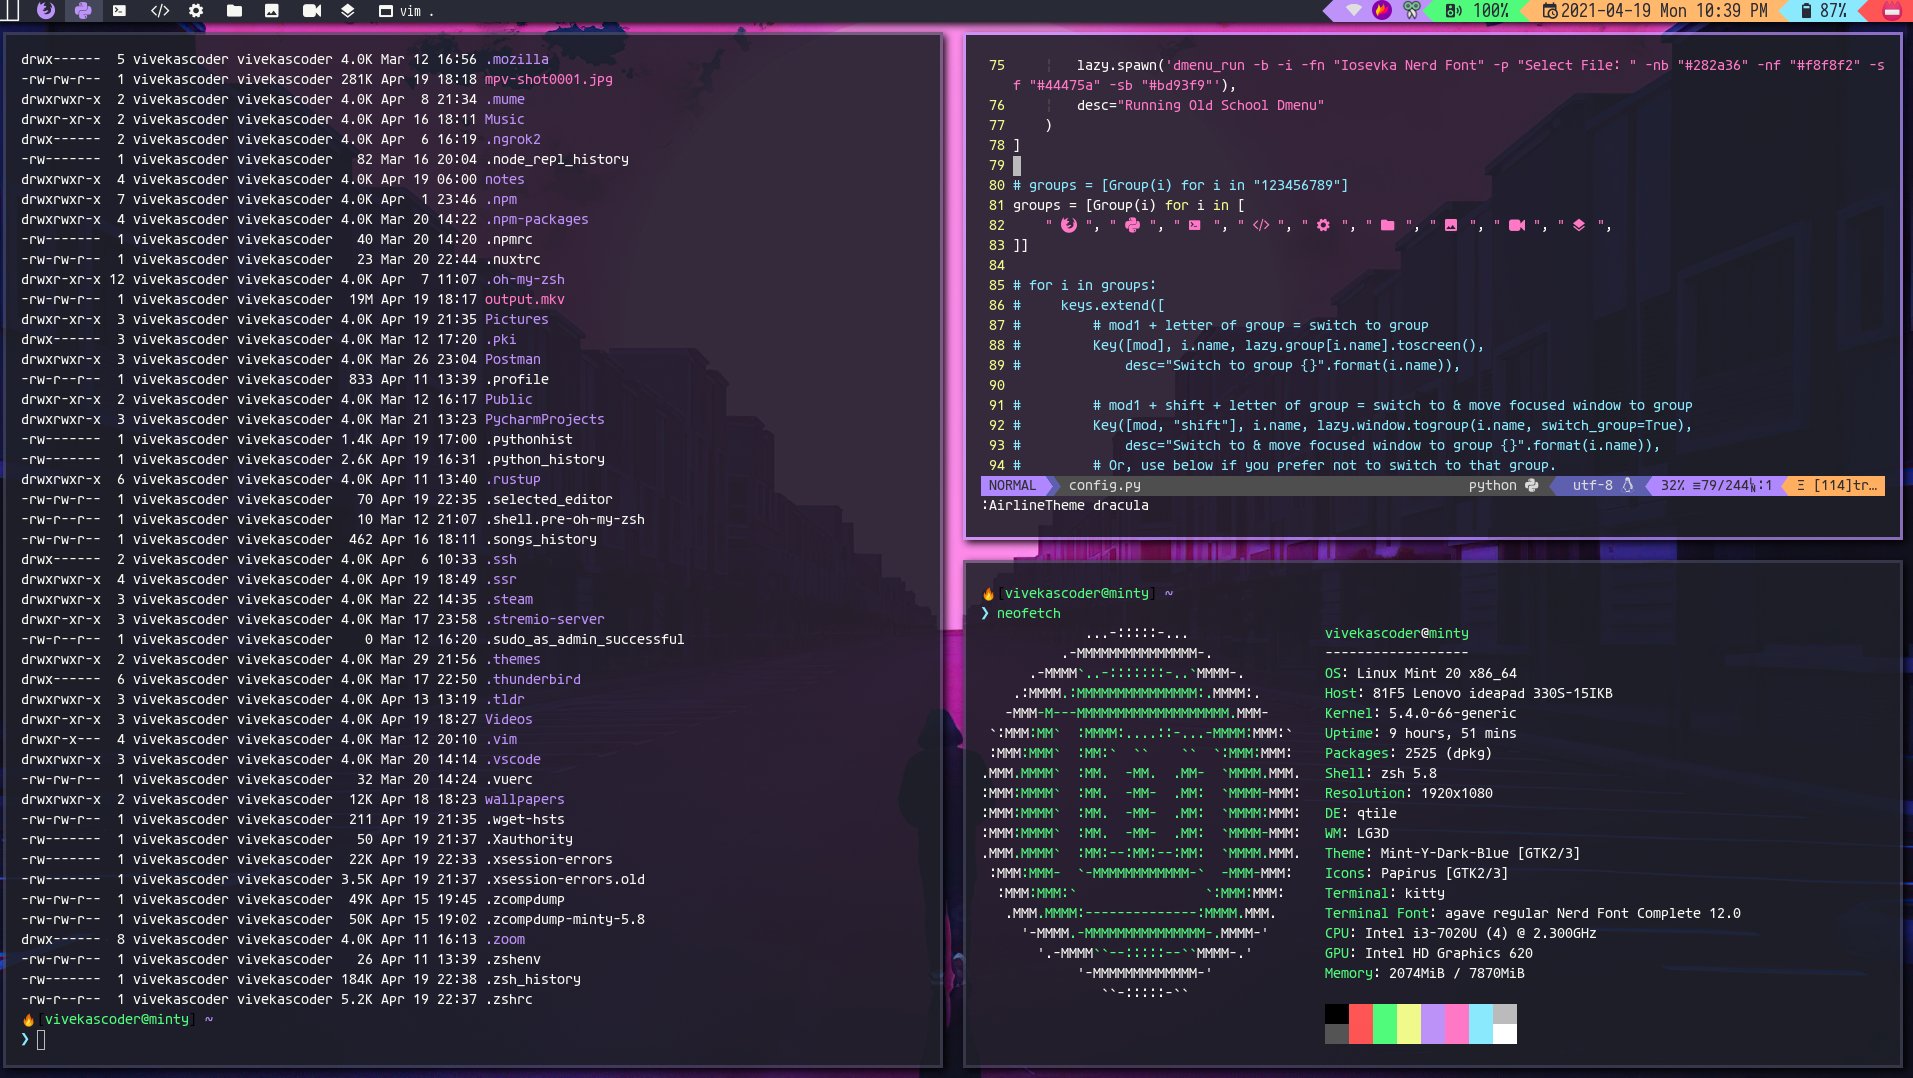 vim .
100%
2021-04-19 Mon 10:39 PM
87%
drwx------  5 vivekascoder vivekascoder 4.0K Mar 12 16:56 .mozilla
-rw-rw-r--  1 vivekascoder vivekascoder 281K Apr 19 18:18 mpv-shot0001.jpg
drwxrwxr-x  2 vivekascoder vivekascoder 4.0K Apr  8 21:34 .mume
drwxr-xr-x  2 vivekascoder vivekascoder 4.0K Apr 16 18:11 Music
drwx------  2 vivekascoder vivekascoder 4.0K Apr  6 16:19 .ngrok2
-rw-------  1 vivekascoder vivekascoder   82 Mar 16 20:04 .node_repl_history
drwxrwxr-x  4 vivekascoder vivekascoder 4.0K Apr 19 06:00 notes
drwxrwxr-x  7 vivekascoder vivekascoder 4.0K Apr  1 23:46 .npm
drwxrwxr-x  4 vivekascoder vivekascoder 4.0K Mar 20 14:22 .npm-packages
-rw-------  1 vivekascoder vivekascoder   40 Mar 20 14:20 .npmrc
-rw-rw-r--  1 vivekascoder vivekascoder   23 Mar 20 22:44 .nuxtrc
drwxr-xr-x 12 vivekascoder vivekascoder 4.0K Apr  7 11:07 .oh-my-zsh
-rw-rw-r--  1 vivekascoder vivekascoder  19M Apr 19 18:17 output.mkv
drwxr-xr-x  3 vivekascoder vivekascoder 4.0K Apr 19 21:35 Pictures
drwx------  3 vivekascoder vivekascoder 4.0K Mar 12 17:20 .pki
drwxrwxr-x  3 vivekascoder vivekascoder 4.0K Mar 26 23:04 Postman
-rw-r--r--  1 vivekascoder vivekascoder  833 Apr 11 13:39 .profile
drwxr-xr-x  2 vivekascoder vivekascoder 4.0K Mar 12 16:17 Public
drwxrwxr-x  3 vivekascoder vivekascoder 4.0K Mar 21 13:23 PycharmProjects
-rw-------  1 vivekascoder vivekascoder 1.4K Apr 19 17:00 .pythonhist
-rw-------  1 vivekascoder vivekascoder 2.6K Apr 19 16:31 .python_history
drwxrwxr-x  6 vivekascoder vivekascoder 4.0K Apr 11 13:40 .rustup
-rw-rw-r--  1 vivekascoder vivekascoder   70 Apr 19 22:35 .selected_editor
-rw-rw-r--  1 vivekascoder vivekascoder   10 Mar 12 21:07 .shell.pre-oh-my-zsh
-rw-rw-r--  1 vivekascoder vivekascoder  462 Apr 16 18:11 .songs_history
drwx------  2 vivekascoder vivekascoder 4.0K Apr  6 10:33 .ssh
drwxrwxr-x  4 vivekascoder vivekascoder 4.0K Apr 19 18:49 .ssr
drwxrwxr-x  3 vivekascoder vivekascoder 4.0K Mar 22 14:35 .steam
drwxr-xr-x  3 vivekascoder vivekascoder 4.0K Mar 17 23:58 .stremio-server
-rw-r--r--  1 vivekascoder vivekascoder    0 Mar 12 16:20 .sudo_as_admin_successful
drwxrwxr-x  2 vivekascoder vivekascoder 4.0K Mar 29 21:56 .themes
drwx------  6 vivekascoder vivekascoder 4.0K Mar 17 22:50 .thunderbird
drwxrwxr-x  3 vivekascoder vivekascoder 4.0K Apr 13 13:19 .tldr
drwxr-xr-x  3 vivekascoder vivekascoder 4.0K Apr 19 18:27 Videos
drwxr-x---  4 vivekascoder vivekascoder 4.0K Mar 12 20:10 .vim
drwxrwxr-x  3 vivekascoder vivekascoder 4.0K Mar 20 14:14 .vscode
-rw-rw-r--  1 vivekascoder vivekascoder   32 Mar 20 14:24 .vuerc
drwxrwxr-x  2 vivekascoder vivekascoder  12K Apr 18 18:23 wallpapers
-rw-rw-r--  1 vivekascoder vivekascoder  211 Apr 19 21:35 .wget-hsts
-rw-------  1 vivekascoder vivekascoder   50 Apr 19 21:37 .Xauthority
-rw-------  1 vivekascoder vivekascoder  22K Apr 19 22:33 .xsession-errors
-rw-------  1 vivekascoder vivekascoder 3.5K Apr 19 21:37 .xsession-errors.old
-rw-rw-r--  1 vivekascoder vivekascoder  49K Apr 15 19:45 .zcompdump
-rw-rw-r--  1 vivekascoder vivekascoder  50K Apr 15 19:02 .zcompdump-minty-5.8
drwx------  8 vivekascoder vivekascoder 4.0K Apr 11 16:13 .zoom
-rw-rw-r--  1 vivekascoder vivekascoder   26 Apr 11 13:39 .zshenv
-rw-------  1 vivekascoder vivekascoder 184K Apr 19 22:38 .zsh_history
-rw-r--r--  1 vivekascoder vivekascoder 5.2K Apr 19 22:37 .zshrc
🔥[vivekascoder@minty] ~
❯
75         lazy.spawn('dmenu_run -b -i -fn "Iosevka Nerd Font" -p "Select File: " -nb "#282a36" -nf "#f8f8f2" -s
f "#44475a" -sb "#bd93f9"'),
76         desc="Running Old School Dmenu"
77     )
78 ]
79
80 # groups = [Group(i) for i in "123456789"]
81 groups = [Group(i) for i in [
82     "  ", "  ", "  ", " </> ", "  ", "  ", "  ", "  ", "  ",
83 ]]
84
85 # for i in groups:
86 #     keys.extend([
87 #         # mod1 + letter of group = switch to group
88 #         Key([mod], i.name, lazy.group[i.name].toscreen(),
89 #             desc="Switch to group {}".format(i.name)),
90
91 #         # mod1 + shift + letter of group = switch to & move focused window to group
92 #         Key([mod, "shift"], i.name, lazy.window.togroup(i.name, switch_group=True),
93 #             desc="Switch to & move focused window to group {}".format(i.name)),
94 #         # Or, use below if you prefer not to switch to that group.
NORMAL  config.py  python  utf-8  32% ≡79/244:1  Ξ [114]tr…
:AirlineTheme dracula
🔥[vivekascoder@minty] ~
❯ neofetch
vivekascoder@minty
------------------
OS: Linux Mint 20 x86_64
Host: 81F5 Lenovo ideapad 330S-15IKB
Kernel: 5.4.0-66-generic
Uptime: 9 hours, 51 mins
Packages: 2525 (dpkg)
Shell: zsh 5.8
Resolution: 1920x1080
DE: qtile
WM: LG3D
Theme: Mint-Y-Dark-Blue [GTK2/3]
Icons: Papirus [GTK2/3]
Terminal: kitty
Terminal Font: agave regular Nerd Font Complete 12.0
CPU: Intel i3-7020U (4) @ 2.300GHz
GPU: Intel HD Graphics 620
Memory: 2074MiB / 7870MiB